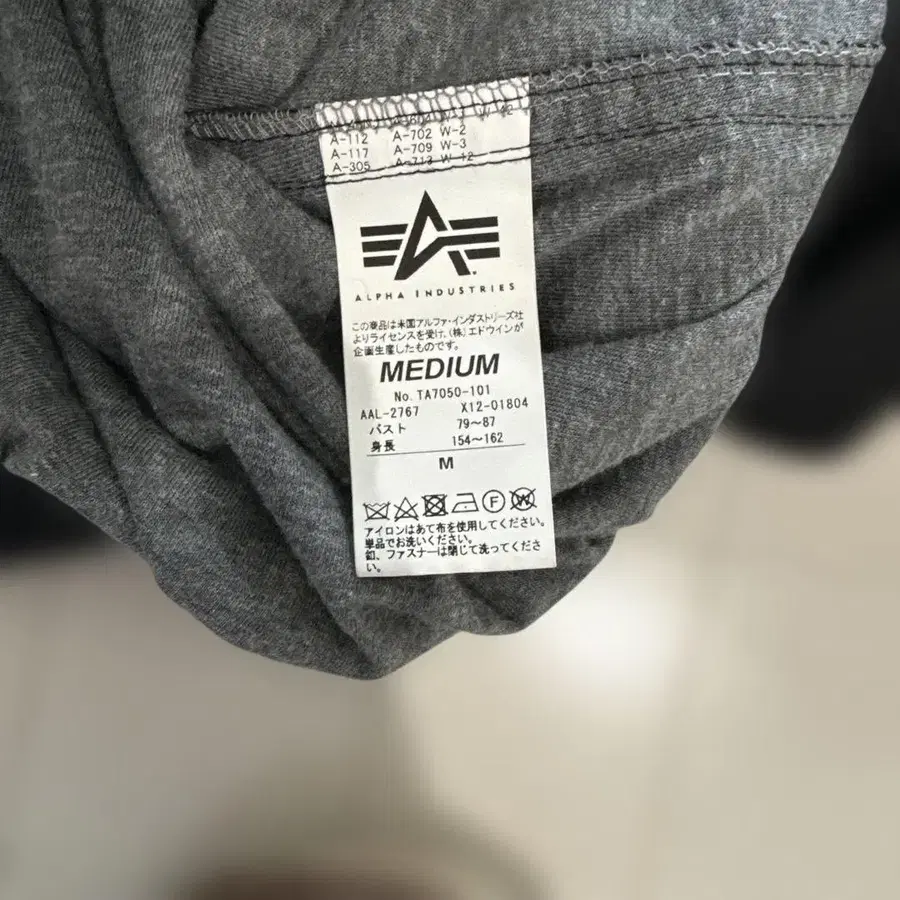 A-112 A-702 W-2
A-117 A-709 W-3
A-305 A-713 W-12
ALPHA INDUSTRIES
この商品は米国アルファ・インダストリーズ社
よりライセンスを受け、(株)エドウインが
企画生産したものです。
MEDIUM
No. TA7050-101
AAL-2767 X12-01804
バスト 79～87
身長 154～162
M
F W
アイロンはあて布を使用してください。
単品でお洗いください。
釦、ファスナーは閉じて洗ってくださ
い。